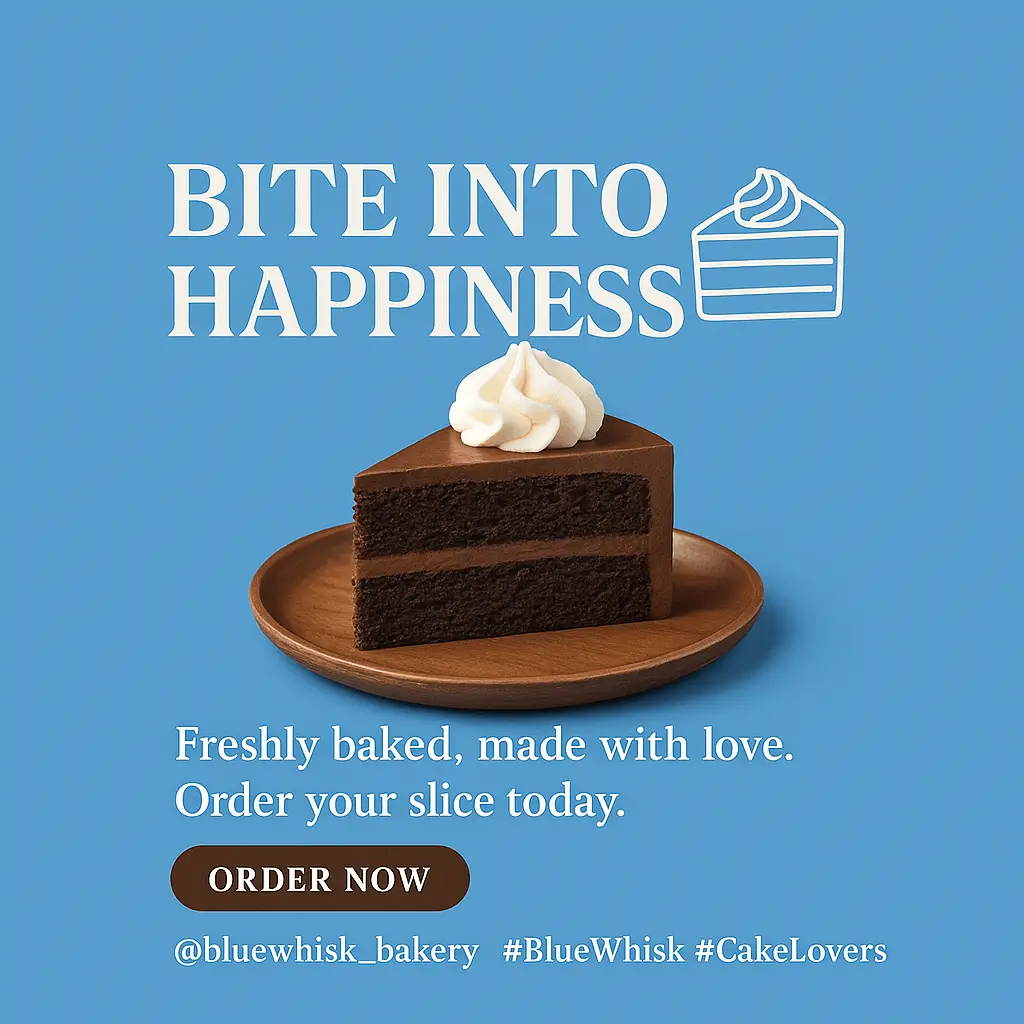 BITE INTO
HAPPINESS
Freshly baked, made with love.
Order your slice today.
ORDER NOW
@bluewhisk_bakery #BlueWhisk #CakeLovers